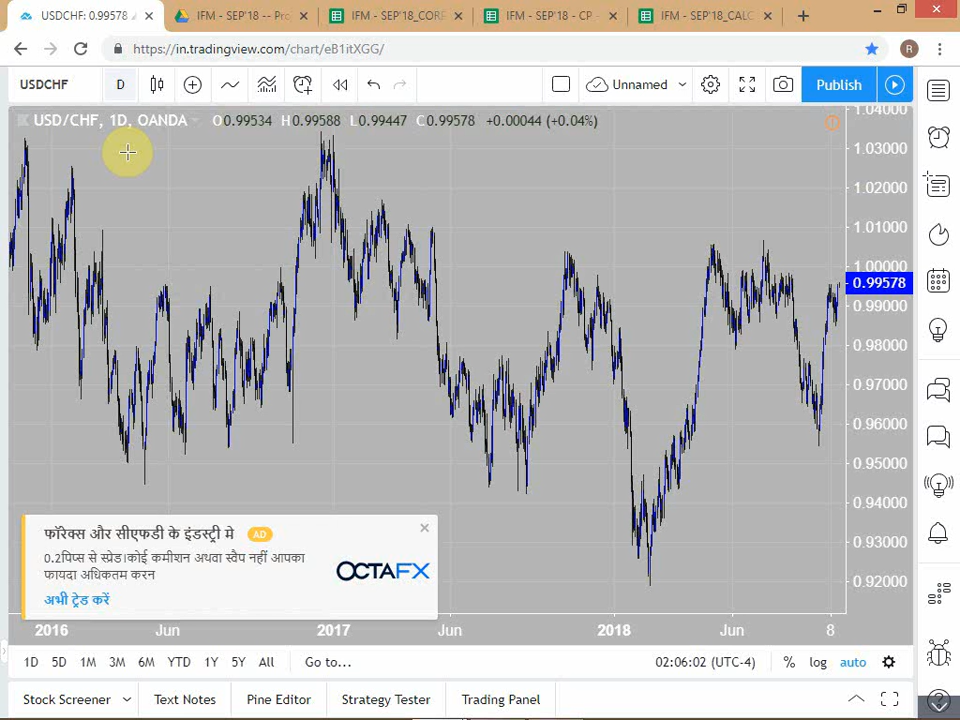 USDCHF: 0.99578
IFM - SEP'18 -- Pro
IFM - SEP'18_CORE
IFM - SEP'18 - CP -
IFM - SEP'18_CALC
https://in.tradingview.com/chart/eB1itXGG/
R
USDCHF D Unnamed Publish
USD/CHF, 1D, OANDA O0.99534 H0.99588 L0.99447 C0.99578 +0.00044 (+0.04%)
1.04000
1.03000
1.02000
1.01000
1.00000
0.99578
0.99000
0.98000
0.97000
0.96000
0.95000
0.94000
0.93000
0.92000
फॉरेक्स और सीएफडी के इंडस्ट्री मे AD
0.2पिप्स से स्प्रेड।कोई कमीशन अथवा स्वैप नहीं आपका
फायदा अधिकतम करन
अभी ट्रेड करें
OCTAFX
2016 Jun 2017 Jun 2018 Jun 8
1D 5D 1M 3M 6M YTD 1Y 5Y All Go to... 02:06:02 (UTC-4) % log auto
Stock Screener Text Notes Pine Editor Strategy Tester Trading Panel